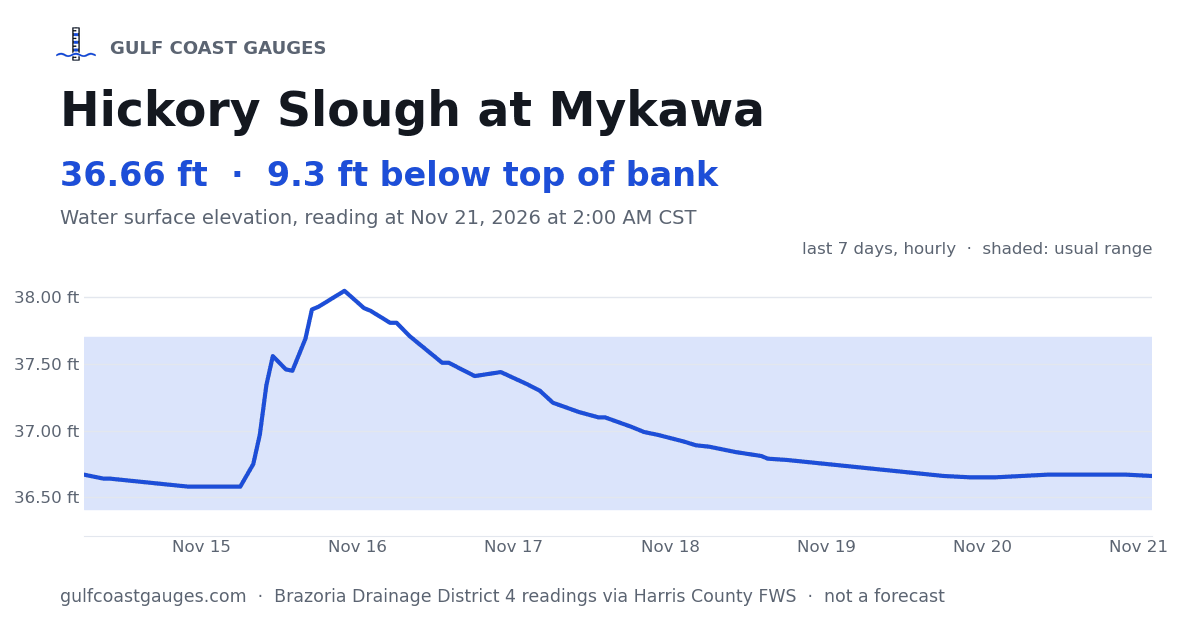 GULF COAST GAUGES
Hickory Slough at Mykawa
36.66 ft · 9.3 ft below top of bank
Water surface elevation, reading at Nov 21, 2026 at 2:00 AM CST
last 7 days, hourly · shaded: usual range
38.00 ft
37.50 ft
37.00 ft
36.50 ft
Nov 15 Nov 16 Nov 17 Nov 18 Nov 19 Nov 20 Nov 21
gulfcoastgauges.com · Brazoria Drainage District 4 readings via Harris County FWS · not a forecast